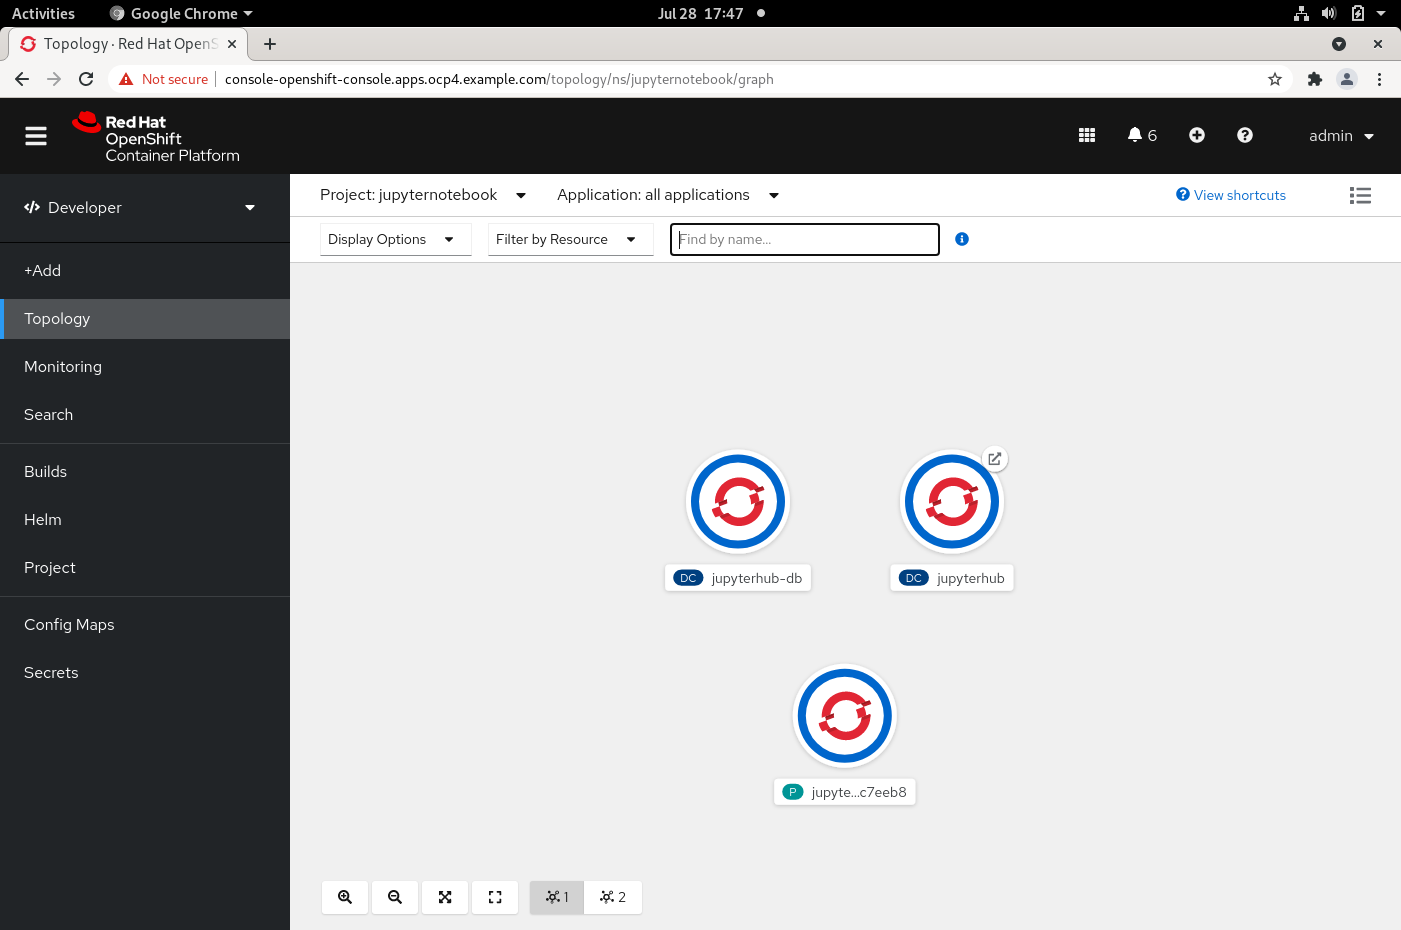 Activities Google Chrome Jul 28 17:47
Topology · Red Hat OpenS
Not secure console-openshift-console.apps.ocp4.example.com/topology/ns/jupyternotebook/graph
Red Hat
OpenShift
Container Platform
6 admin
Developer
Project: jupyternotebook Application: all applications View shortcuts
Display Options Filter by Resource Find by name...
+Add
Topology
Monitoring
Search
Builds
Helm
Project
Config Maps
Secrets
DC jupyterhub-db
DC jupyterhub
P jupyte...c7eeb8
1 2